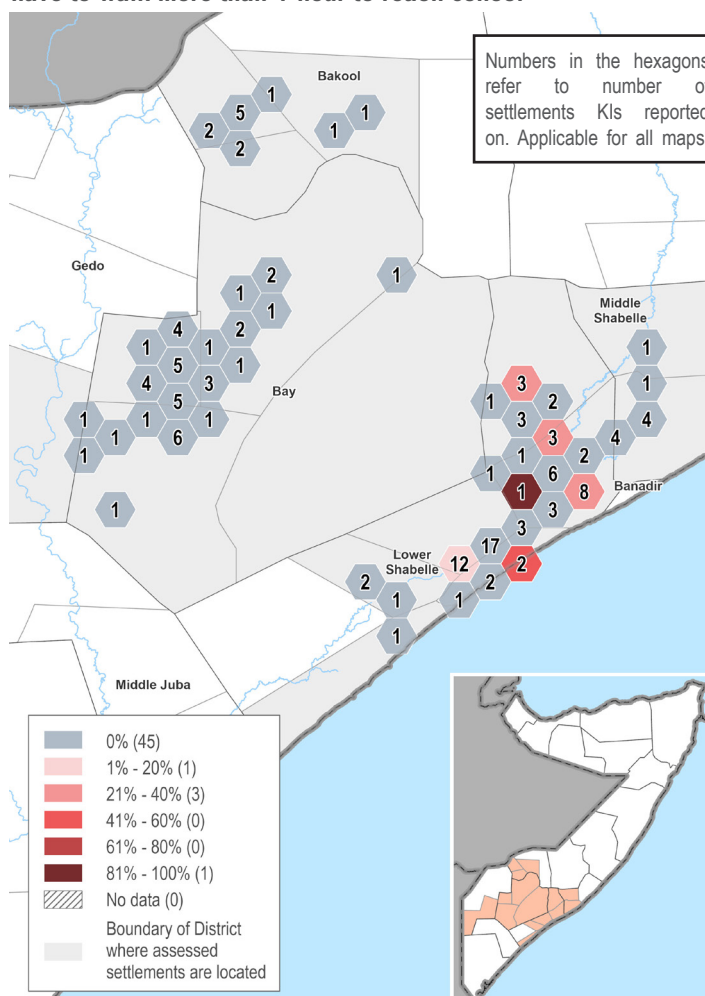 have to walk more than 1 hour to reach school
Numbers in the hexagons
refer to number of
settlements KIs reported
on. Applicable for all maps
Bakool
1
5
1
2
1
2
Gedo
2
1
1
1
Middle
Shabelle
4
2
1
1
1
5
1
4
3
3
1
Bay
5
1
2
1
1
1
3
4
1
6
3
4
1
1
2
1
6
Banadir
1
8
1
3
3
17
Lower
Shabelle
12
2
2
2
1
1
1
Middle Juba
0% (45)
1% - 20% (1)
21% - 40% (3)
41% - 60% (0)
61% - 80% (0)
81% - 100% (1)
No data (0)
Boundary of District
where assessed
settlements are located